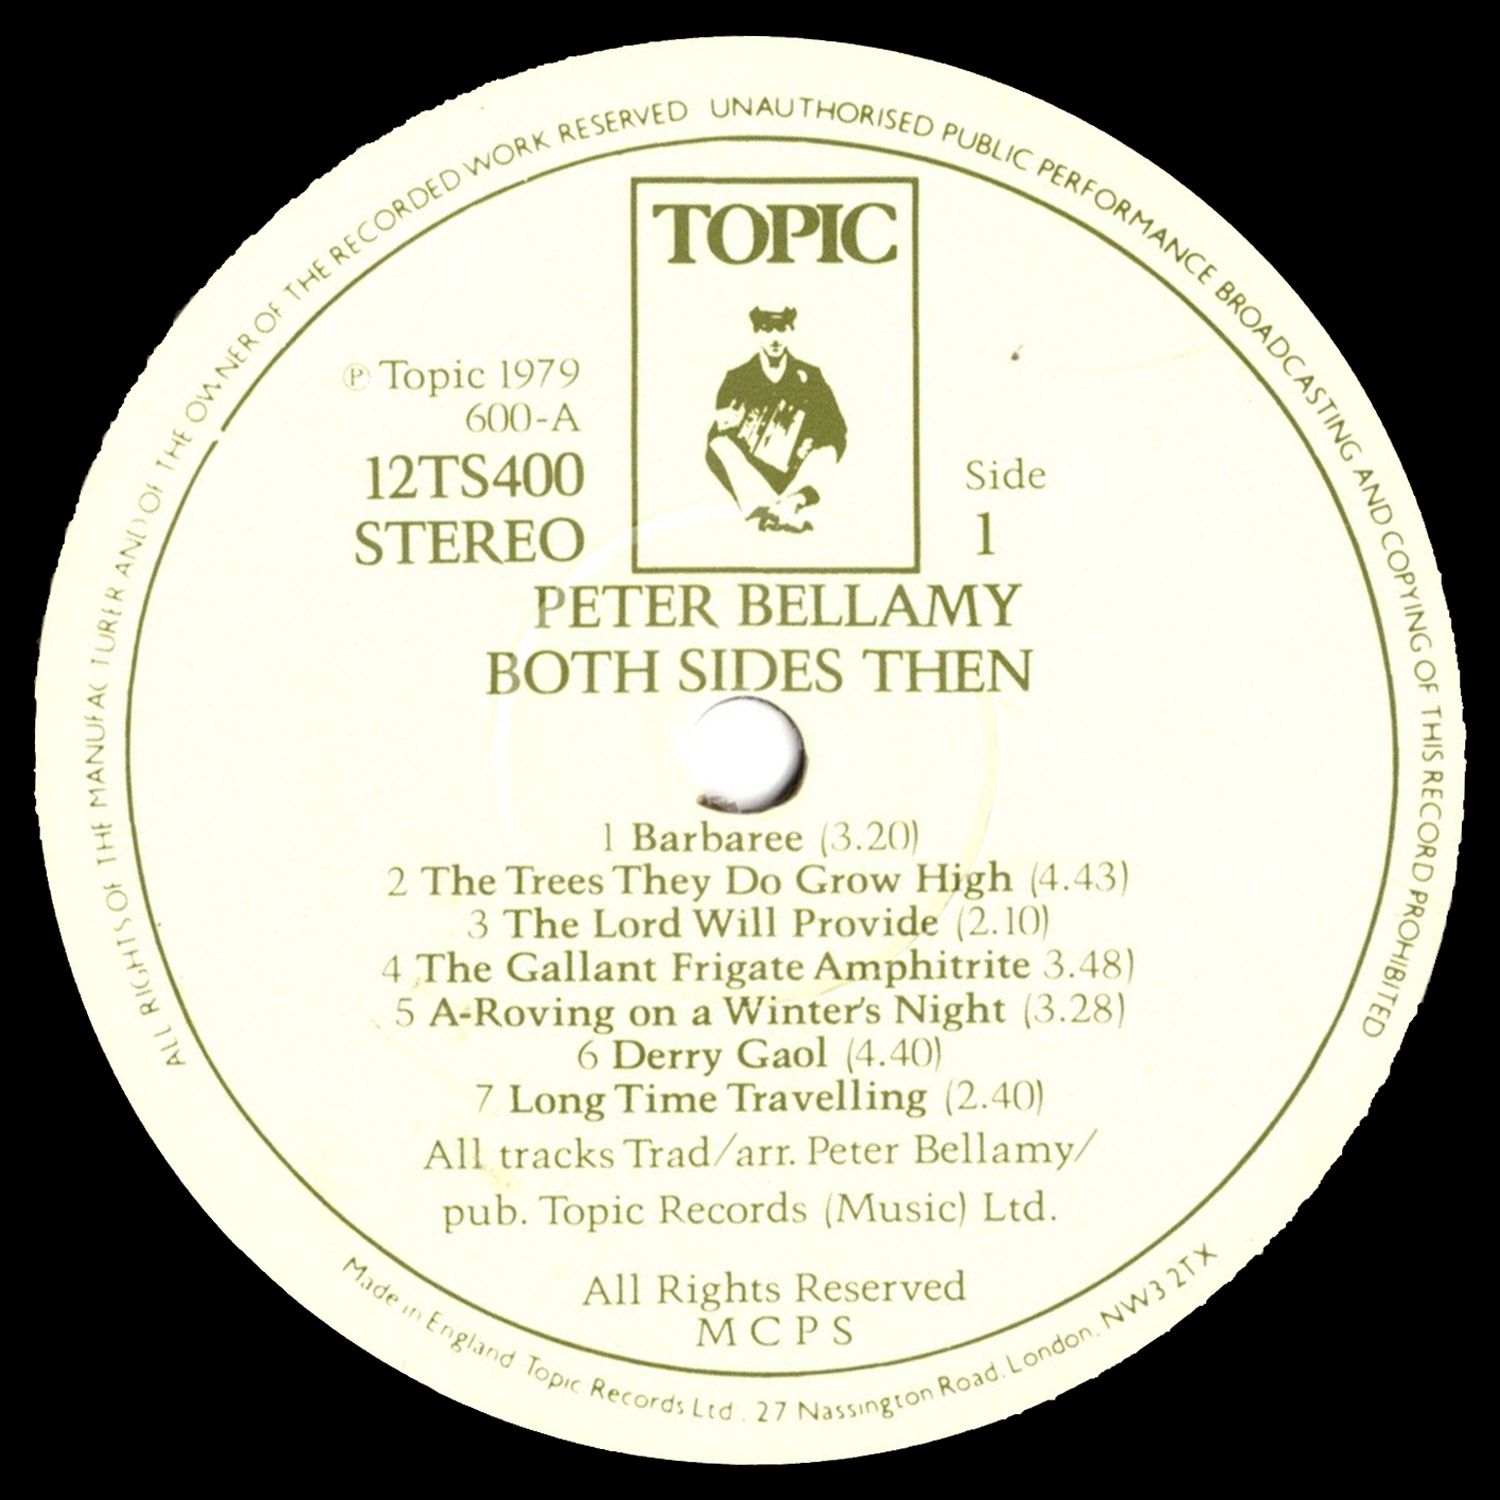 ALL RIGHTS OF THE MANUFACTURER AND OF THE OWNER OF THE RECORDED WORK RESERVED UNAUTHORISED PUBLIC PERFORMANCE BROADCASTING AND COPYING OF THIS RECORD PROHIBITED
TOPIC
℗ Topic 1979
600-A
12TS400
STEREO
Side
1
PETER BELLAMY
BOTH SIDES THEN
1 Barbaree (3.20)
2 The Trees They Do Grow High (4.43)
3 The Lord Will Provide (2.10)
4 The Gallant Frigate Amphitrite 3.48)
5 A-Roving on a Winter's Night (3.28)
6 Derry Gaol (4.40)
7 Long Time Travelling (2.40)
All tracks Trad/arr. Peter Bellamy/
pub. Topic Records (Music) Ltd.
All Rights Reserved
M C P S
Made in England Topic Records Ltd. 27 Nassington Road. London. NW3 2TX